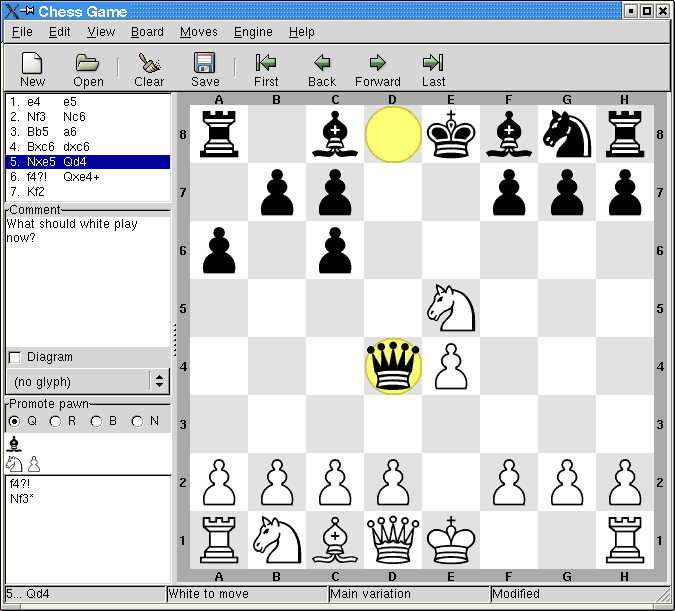 Chess Game
File Edit View Board Moves Engine Help
New Open Clear Save First Back Forward Last
1. e4 e5
2. Nf3 Nc6
3. Bb5 a6
4. Bxc6 dxc6
5. Nxe5 Qd4
6. f4?! Qxe4+
7. Kf2
Comment
What should white play
now?
Diagram
(no glyph)
Promote pawn
Q R B N
f4?!
Nf3*
A B C D E F G H
8 8
7 7
6 6
5 5
4 4
3 3
2 2
1 1
A B C D E F G H
5... Qd4 White to move Main variation Modified